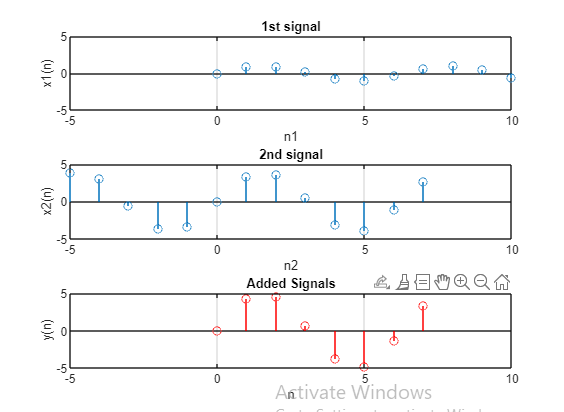 1st signal
5
0
-5
x1(n)
-5 0 5 10
n1
2nd signal
5
0
-5
x2(n)
-5 0 5 10
n2
Added Signals
5
0
-5
y(n)
-5 0 5 10
n
Activate Windows